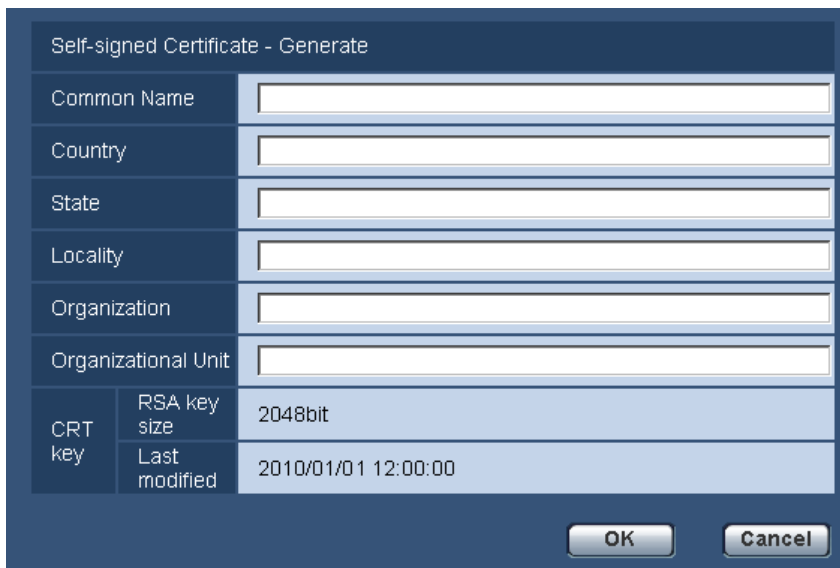 Self-signed Certificate - Generate
Common Name
Country
State
Locality
Organization
Organizational Unit
CRT
key
RSA key
size
2048bit
Last
modified
2010/01/01 12:00:00
OK
Cancel